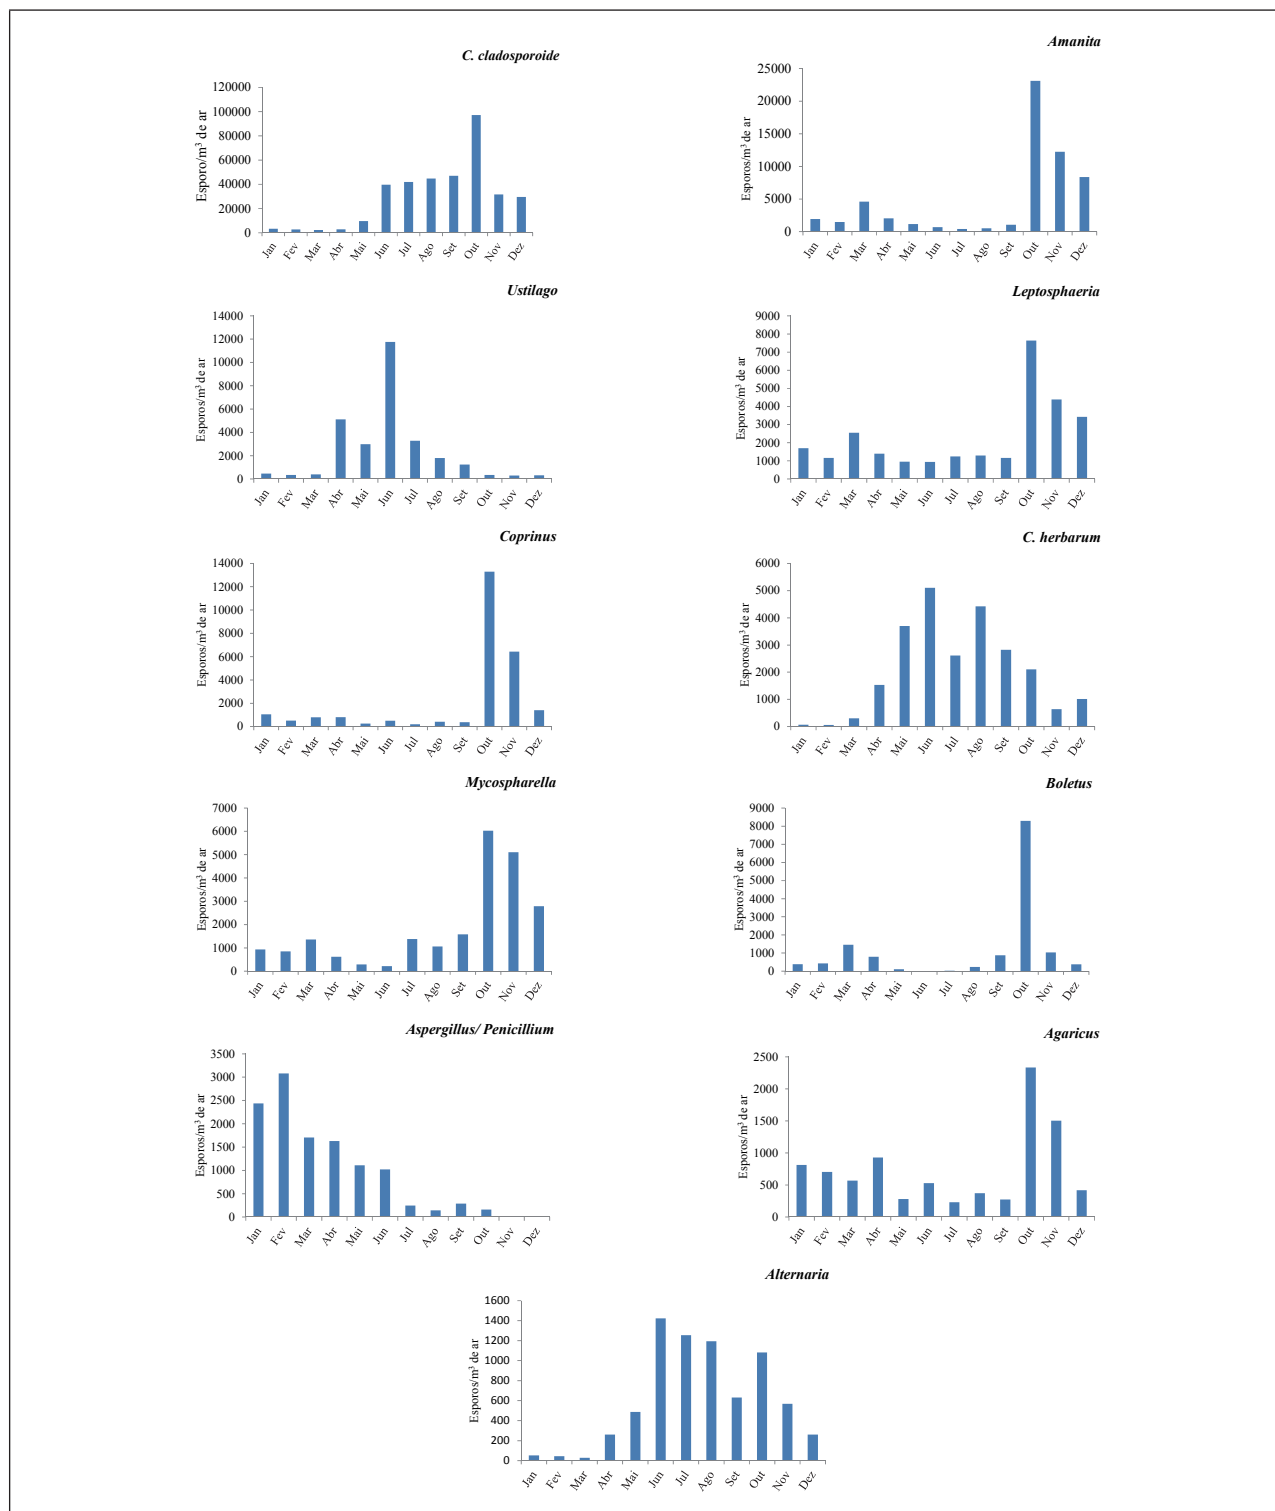 C. cladosporoide
Esporo/m³ de ar
120000
100000
80000
60000
40000
20000
0
Jan Fev Mar Abr Mai Jun Jul Ago Set Out Nov Dez
Amanita
Esporos/m³ de ar
25000
20000
15000
10000
5000
0
Jan Fev Mar Abr Mai Jun Jul Ago Set Out Nov Dez
Ustilago
Esporos/m³ de ar
14000
12000
10000
8000
6000
4000
2000
0
Jan Fev Mar Abr Mai Jun Jul Ago Set Out Nov Dez
Leptosphaeria
Esporos/m³ de ar
9000
8000
7000
6000
5000
4000
3000
2000
1000
0
Jan Fev Mar Abr Mai Jun Jul Ago Set Out Nov Dez
Coprinus
Esporos/m³ de ar
14000
12000
10000
8000
6000
4000
2000
0
Jan Fev Mar Abr Mai Jun Jul Ago Set Out Nov Dez
C. herbarum
Esporos/m³ de ar
6000
5000
4000
3000
2000
1000
0
Jan Fev Mar Abr Mai Jun Jul Ago Set Out Nov Dez
Mycospharella
Esporos/m³ de ar
7000
6000
5000
4000
3000
2000
1000
0
Jan Fev Mar Abr Mai Jun Jul Ago Set Out Nov Dez
Boletus
Esporos/m³ de ar
9000
8000
7000
6000
5000
4000
3000
2000
1000
0
Jan Fev Mar Abr Mai Jun Jul Ago Set Out Nov Dez
Aspergillus/ Penicillium
Esporos/m³ de ar
3500
3000
2500
2000
1500
1000
500
0
Jan Fev Mar Abr Mai Jun Jul Ago Set Out Nov Dez
Agaricus
Esporos/m³ de ar
2500
2000
1500
1000
500
0
Jan Fev Mar Abr Mai Jun Jul Ago Set Out Nov Dez
Alternaria
Esporos/m³ de ar
1600
1400
1200
1000
800
600
400
200
0
Jan Fev Mar Abr Mai Jun Jul Ago Set Out Nov Dez